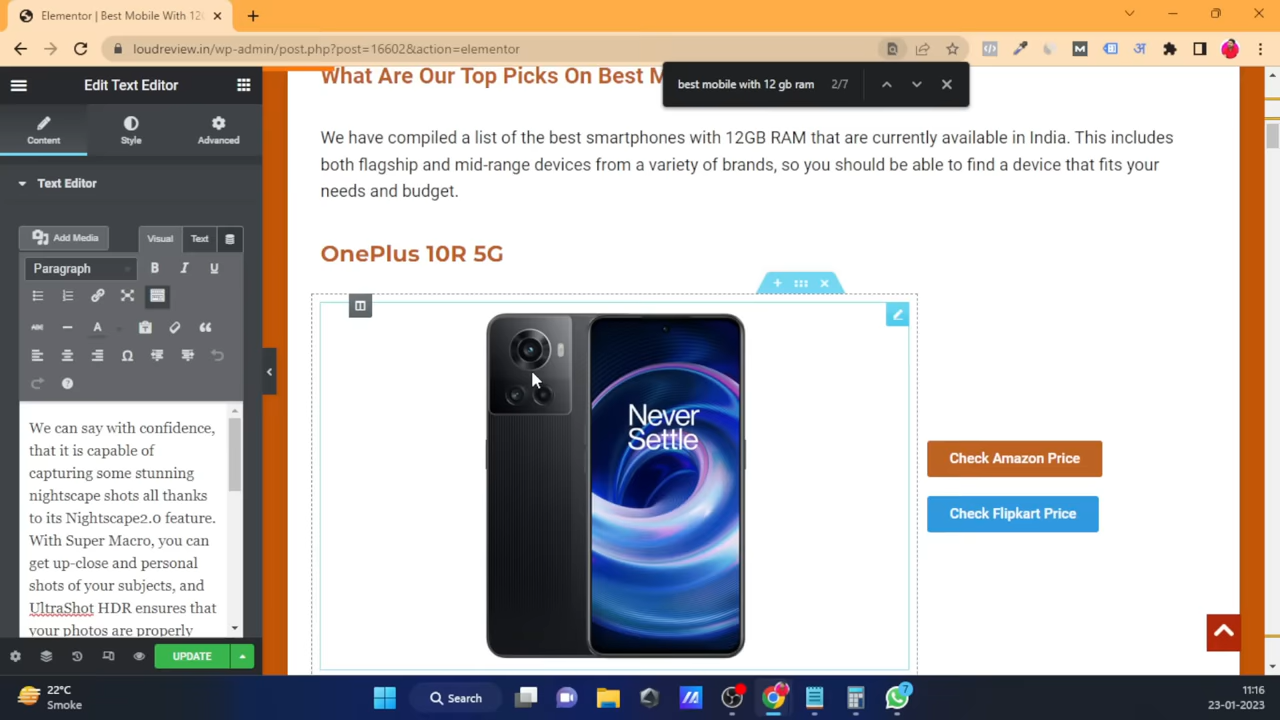 Elementor | Best Mobile With 12
loudreview.in/wp-admin/post.php?post=16602&action=elementor
Edit Text Editor
Content
Style
Advanced
Text Editor
Add Media
Visual
Text
Paragraph
B
I
U
ABC
A
We can say with confidence,
that it is capable of
capturing some stunning
nightscape shots all thanks
to its Nightscape2.0 feature.
With Super Macro, you can
get up-close and personal
shots of your subjects, and
UltraShot HDR ensures that
your photos are properly
UPDATE
What Are Our Top Picks On Best M
best mobile with 12 gb ram 2/7
We have compiled a list of the best smartphones with 12GB RAM that are currently available in India. This includes
both flagship and mid-range devices from a variety of brands, so you should be able to find a device that fits your
needs and budget.
OnePlus 10R 5G
Never
Settle
Check Amazon Price
Check Flipkart Price
22°C
Smoke
Search
7
11:16
23-01-2023